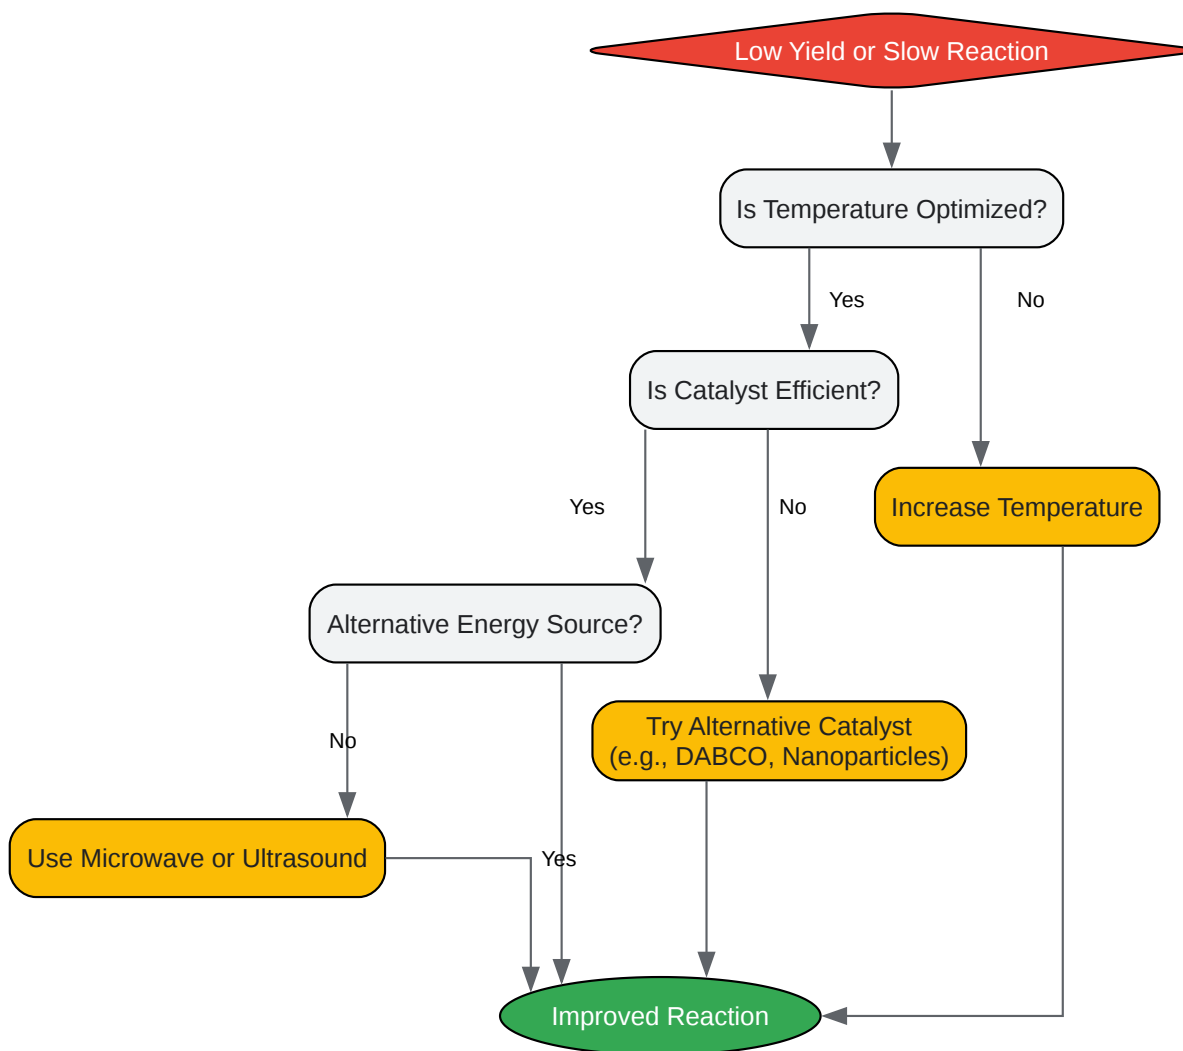 Low Yield or Slow Reaction
Is Temperature Optimized?
Yes
No
Is Catalyst Efficient?
Yes
No
Increase Temperature
Alternative Energy Source?
No
Try Alternative Catalyst
(e.g., DABCO, Nanoparticles)
Use Microwave or Ultrasound
Yes
Improved Reaction